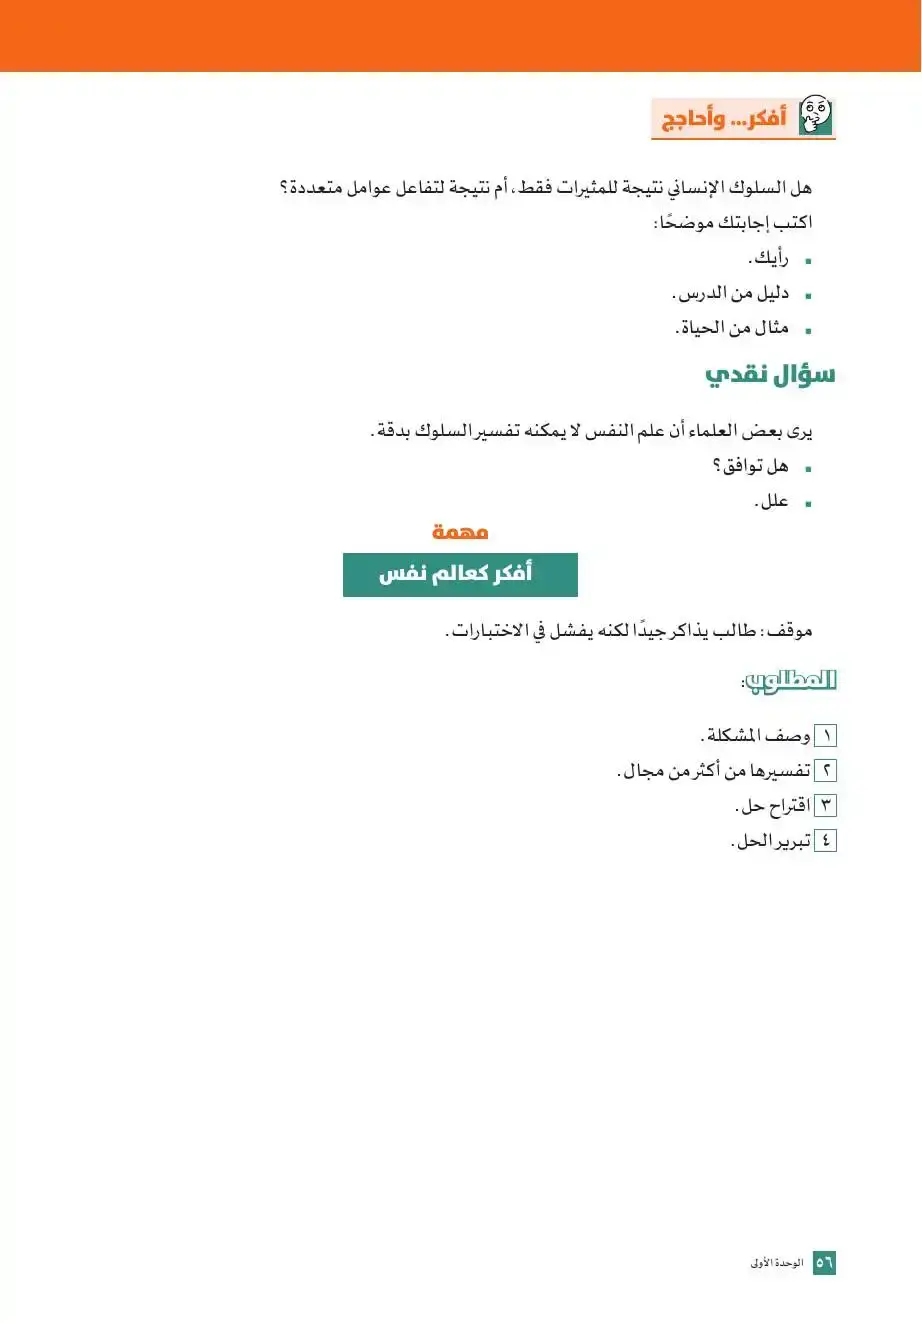 أفكر... وأحاجج
هل السلوك الإنساني نتيجة للمثيرات فقط، أم نتيجة لتفاعل عوامل متعددة؟
اكتب إجابتك موضحًا:
▪ رأيك.
▪ دليل من الدرس.
▪ مثال من الحياة.
سؤال نقدي
يرى بعض العلماء أن علم النفس لا يمكنه تفسير السلوك بدقة.
▪ هل توافق؟
▪ علل.
مهمة
أفكر كعالم نفس
موقف: طالب يذاكر جيدًا لكنه يفشل في الاختبارات.
المطلوب:
١ وصف المشكلة.
٢ تفسيرها من أكثر من مجال.
٣ اقتراح حل.
٤ تبرير الحل.
٥٦ الوحدة الأولى